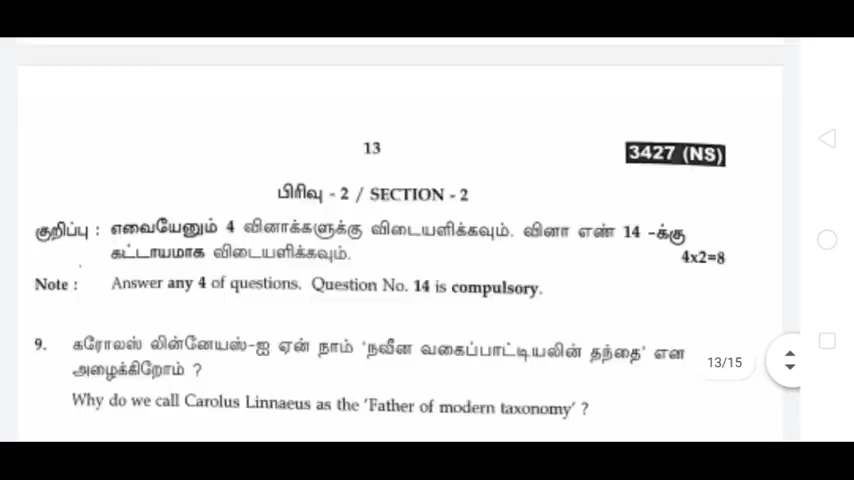 13
3427 (NS)
பிரிவு - 2 / SECTION - 2
குறிப்பு : எவையேனும் 4 வினாக்களுக்கு விடையளிக்கவும். வினா எண் 14 -க்கு
கட்டாயமாக விடையளிக்கவும். 4x2=8
Note : Answer any 4 of questions. Question No. 14 is compulsory.
9. கரோலஸ் லின்னேயஸ்-ஐ ஏன் நாம் 'நவீன வகைப்பாட்டியலின் தந்தை' என
அழைக்கிறோம் ?
13/15
Why do we call Carolus Linnaeus as the 'Father of modern taxonomy' ?